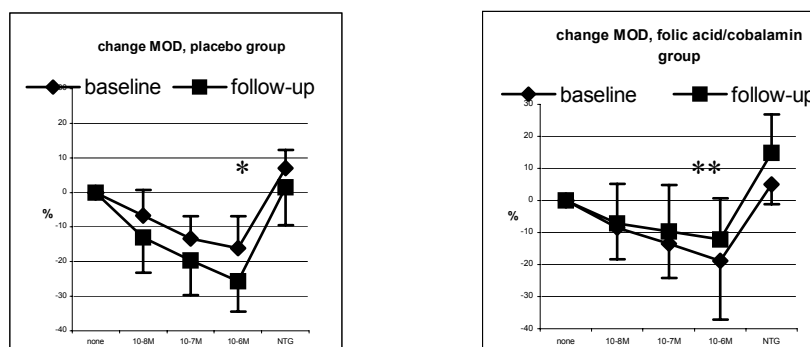 change MOD, placebo group
baseline follow-up
30
20
10
0
-10
-20
-30
-40
%
*
none 10-8M 10-7M 10-6M NTG
change MOD, folic acid/cobalamin
group
baseline follow-up
30
20
10
0
-10
-20
-30
-40
%
**
none 10-8M 10-7M 10-6M NTG